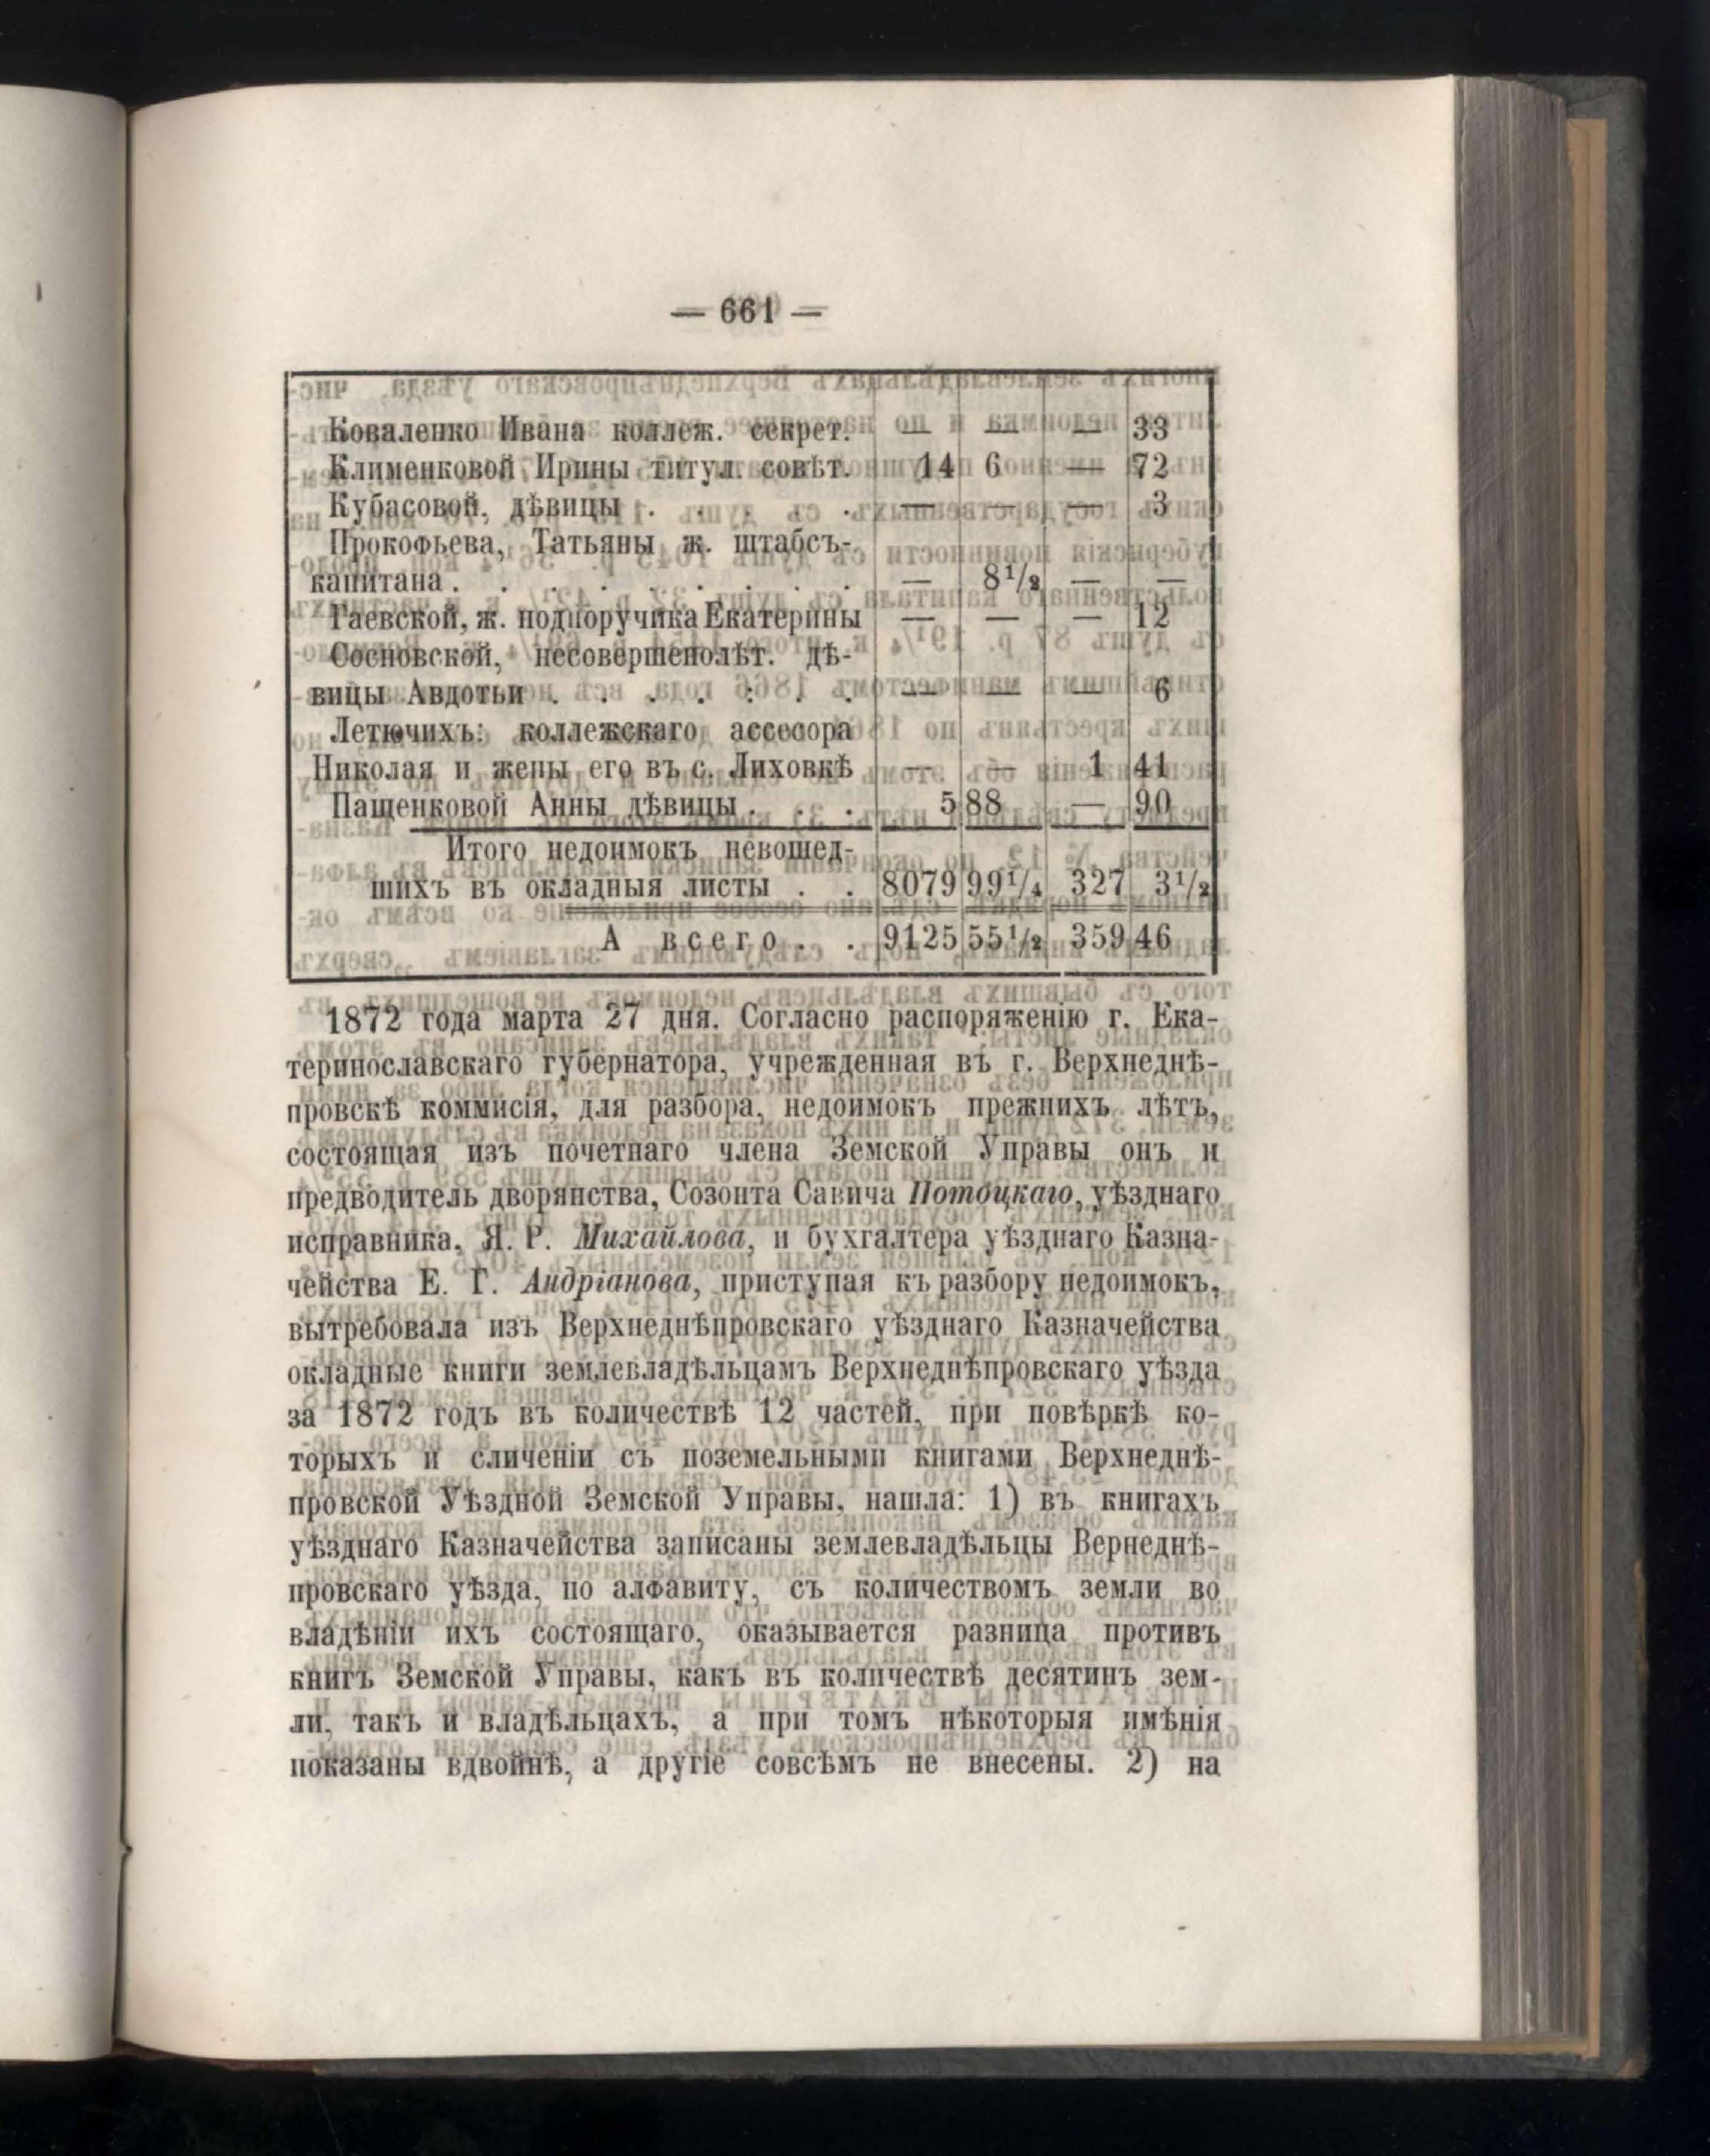 — 661 —
Коваленко Ивана коллеж. секрет. — — — 33
Клименковой Ирины титул. совѣт. 14 6 — 72
Кубасовой, дѣвицы . . . . — — — 3
Прокофьева, Татьяны ж. штабсъ-
капитана . . . . . . . . . — 8½ — —
Гаевской, ж. подпоручика Екатерины — — — 12
Сосновской, несовершенолѣт. дѣ-
вицы Авдотьи . . . . . . . — — — 6
Летючихъ: коллежскаго ассесора
Николая и жены его въ с. Лиховкѣ — — 1 41
Пащенковой Анны дѣвицы . . . 5 88 — 90
Итого недоимокъ невошед-
шихъ въ окладныя листы . . 8079 99¼ 327 3½
А всего . . 9125 55½ 359 46
1872 года марта 27 дня. Согласно распоряженію г. Ека-
теринославскаго губернатора, учрежденная въ г. Верхнеднѣ-
провскѣ коммисія, для разбора, недоимокъ прежнихъ лѣтъ,
состоящая изъ почетнаго члена Земской Управы онъ и
предводитель дворянства, Созонта Савича Потоцкаго, уѣзднаго
исправника, Я. Р. Михайлова, и бухгалтера уѣзднаго Казна-
чейства Е. Г. Андріанова, приступая къ разбору недоимокъ,
вытребовала изъ Верхнеднѣпровскаго уѣзднаго Казначейства
окладные книги землевладѣльцамъ Верхнеднѣпровскаго уѣзда
за 1872 годъ въ количествѣ 12 частей, при повѣркѣ ко-
торыхъ и сличеніи съ поземельными книгами Верхнеднѣ-
провской Уѣздной Земской Управы, нашла: 1) въ книгахъ
уѣзднаго Казначейства записаны землевладѣльцы Вернеднѣ-
провскаго уѣзда, по алфавиту, съ количествомъ земли во
владѣніи ихъ состоящаго, оказывается разница противъ
книгъ Земской Управы, какъ въ количествѣ десятинъ зем-
ли, такъ и владѣльцахъ, а при томъ нѣкоторыя имѣнія
показаны вдвойнѣ, а другіе совсѣмъ не внесены. 2) на